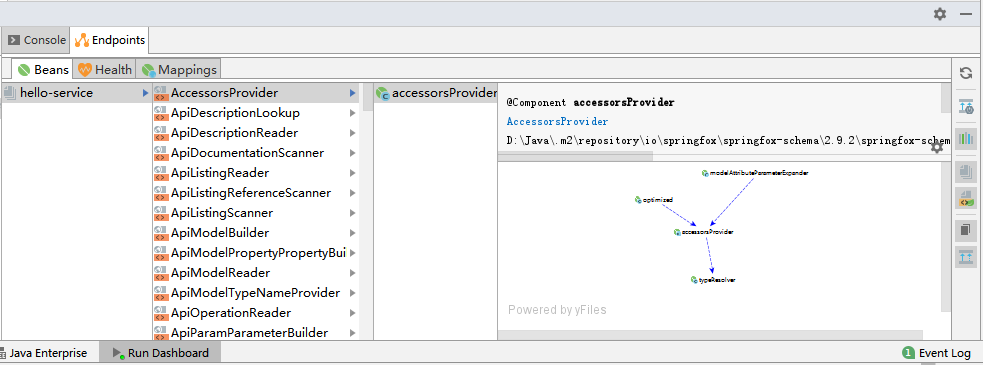 Console Endpoints
Beans Health Mappings
hello-service
AccessorsProvider
ApiDescriptionLookup
ApiDescriptionReader
ApiDocumentationScanner
ApiListingReader
ApiListingReferenceScanner
ApiListingScanner
ApiModelBuilder
ApiModelPropertyPropertyBui
ApiModelReader
ApiModelTypeNameProvider
ApiOperationReader
ApiParamParameterBuilder
accessorsProvider
@Component accessorsProvider
AccessorsProvider
D:\Java\.m2\repository\io\springfox\springfox-schema\2.9.2\springfox-schem
modelAttributeParameterExpander
optimized
accessorsProvider
typeResolver
Powered by yFiles
Java Enterprise Run Dashboard 1 Event Log